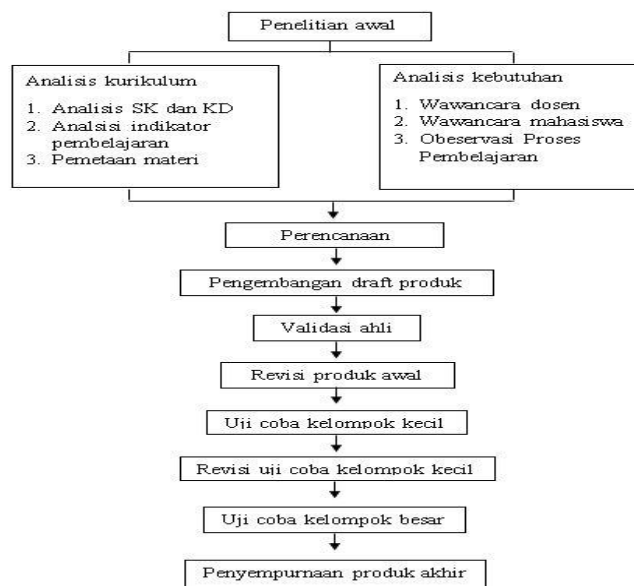 Penelitian awal
Analisis kurikulum
1. Analisis SK dan KD
2. Analsisi indikator
pembelajaran
3. Pemetaan materi
Analisis kebutuhan
1. Wawancara dosen
2. Wawancara mahasiswa
3. Obeservasi Proses
Pembelajaran
Perencanaan
Pengembangan draft produk
Validasi ahli
Revisi produk awal
Uji coba kelompok kecil
Revisi uji coba kelompok kecil
Uji coba kelompok besar
Penyempurnaan produk akhir